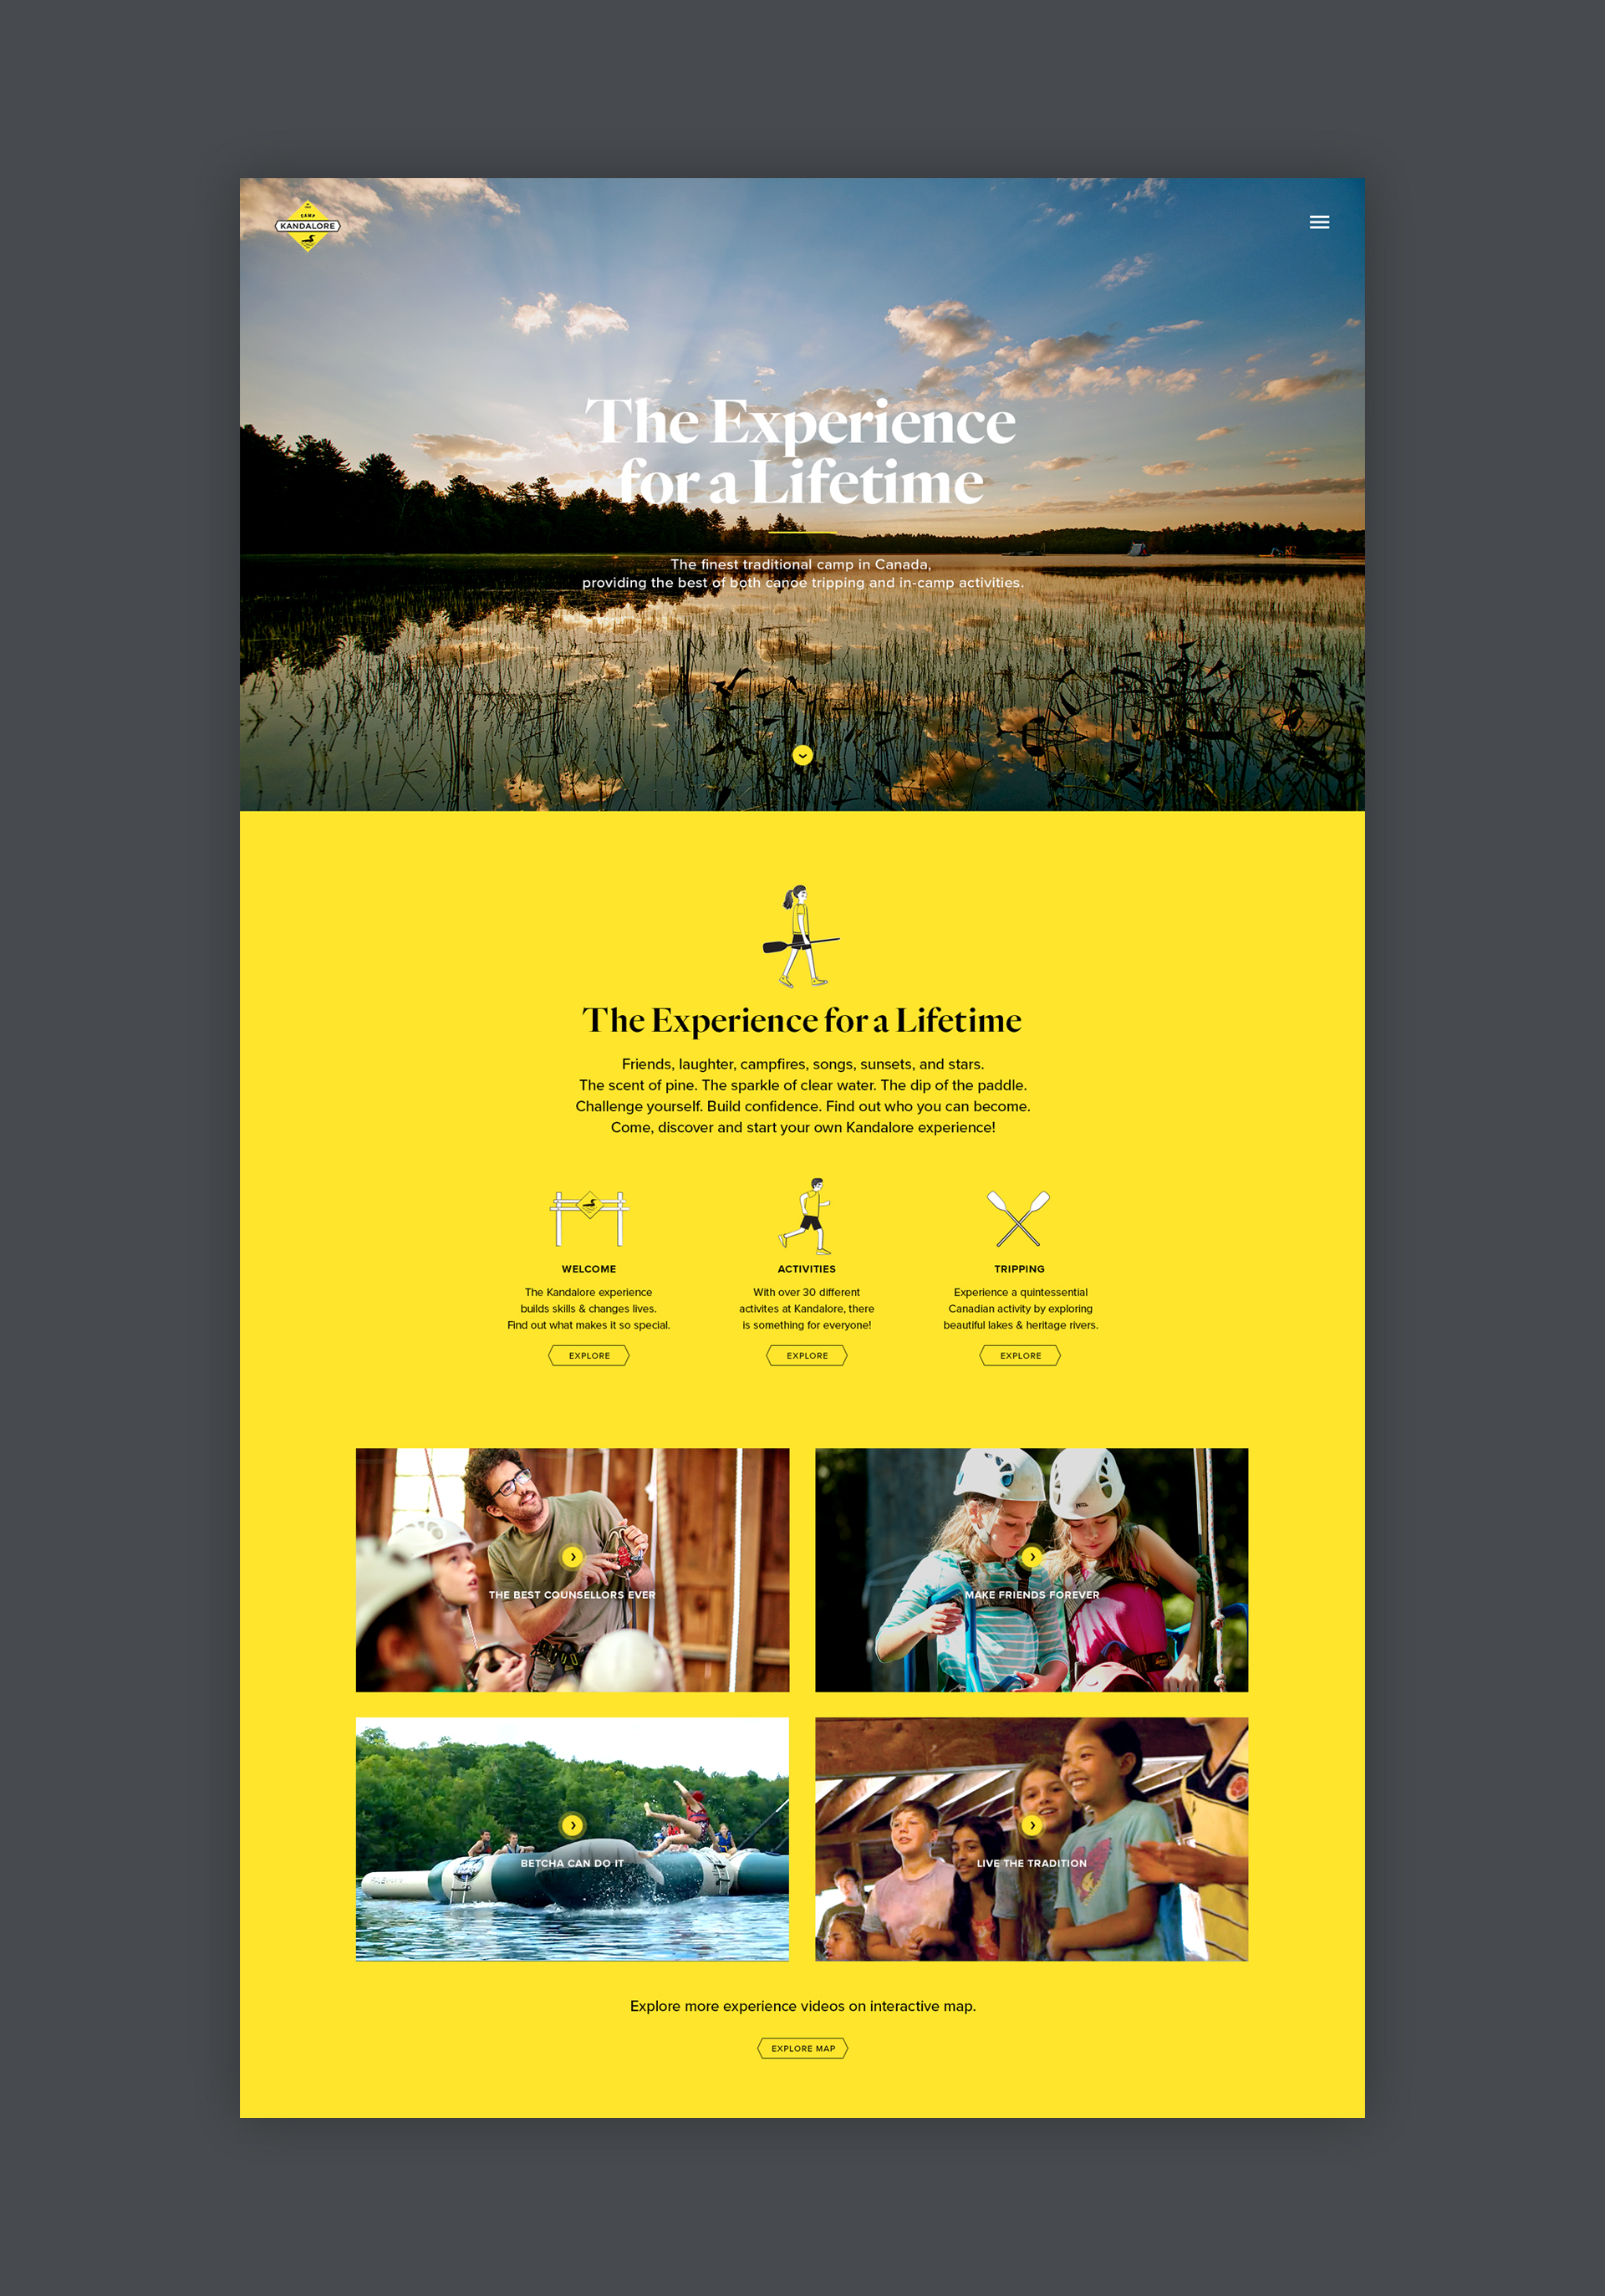 CAMP
KANDALORE
The Experience
for a Lifetime
The finest traditional camp in Canada,
providing the best of both canoe tripping and in-camp activities.
The Experience for a Lifetime
Friends, laughter, campfires, songs, sunsets, and stars.
The scent of pine. The sparkle of clear water. The dip of the paddle.
Challenge yourself. Build confidence. Find out who you can become.
Come, discover and start your own Kandalore experience!
WELCOME
The Kandalore experience
builds skills & changes lives.
Find out what makes it so special.
EXPLORE
ACTIVITIES
With over 30 different
activites at Kandalore, there
is something for everyone!
EXPLORE
TRIPPING
Experience a quintessential
Canadian activity by exploring
beautiful lakes & heritage rivers.
EXPLORE
THE BEST COUNSELLORS EVER
MAKE FRIENDS FOREVER
BETCHA CAN DO IT
LIVE THE TRADITION
Explore more experience videos on interactive map.
EXPLORE MAP